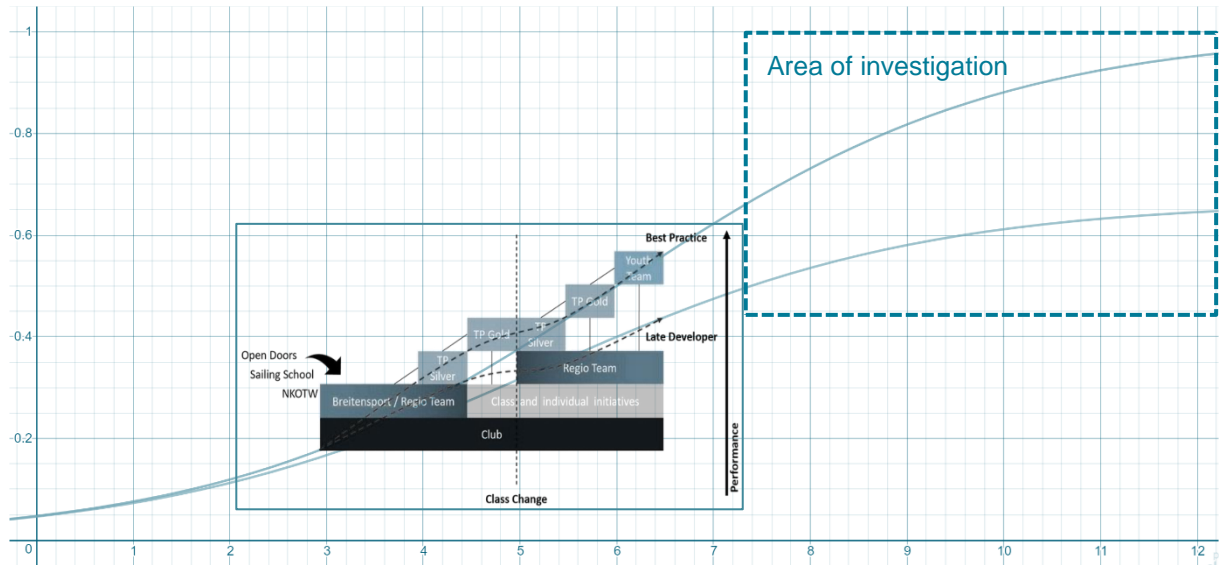 1
Area of investigation
0.8
0.6
Best Practice
Youth
Team
TP Gold
0.4
TP Gold
TP
Silver
Late Developer
Open Doors
Sailing School
NKOTW
TP
Silver
Regio Team
Breitensport / Regio Team
Class and individual initiatives
0.2
Club
Performance
Class Change
0
1
2
3
4
5
6
7
8
9
10
11
12